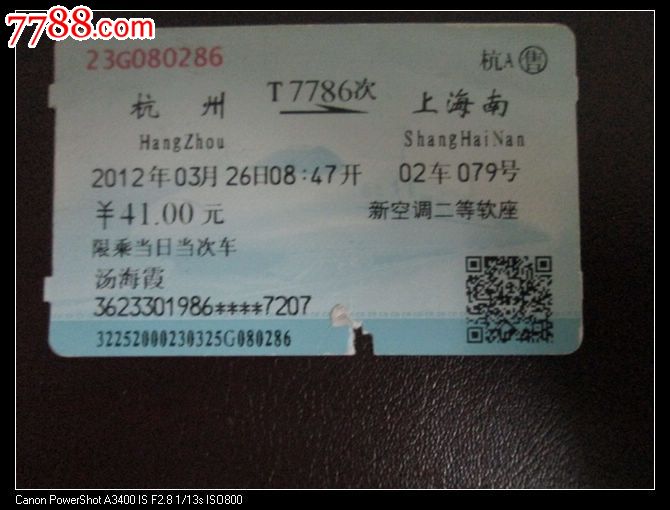 7788.com
23G080286 杭A 售
杭州 T7786次 上海南
HangZhou ShangHaiNan
2012年03月26日08:47开 02车079号
￥41.00元 新空调二等软座
限乘当日当次车
汤海霞
3623301986****7207
32252000230325G080286
Canon PowerShot A3400 IS F2.8 1/13s ISO800